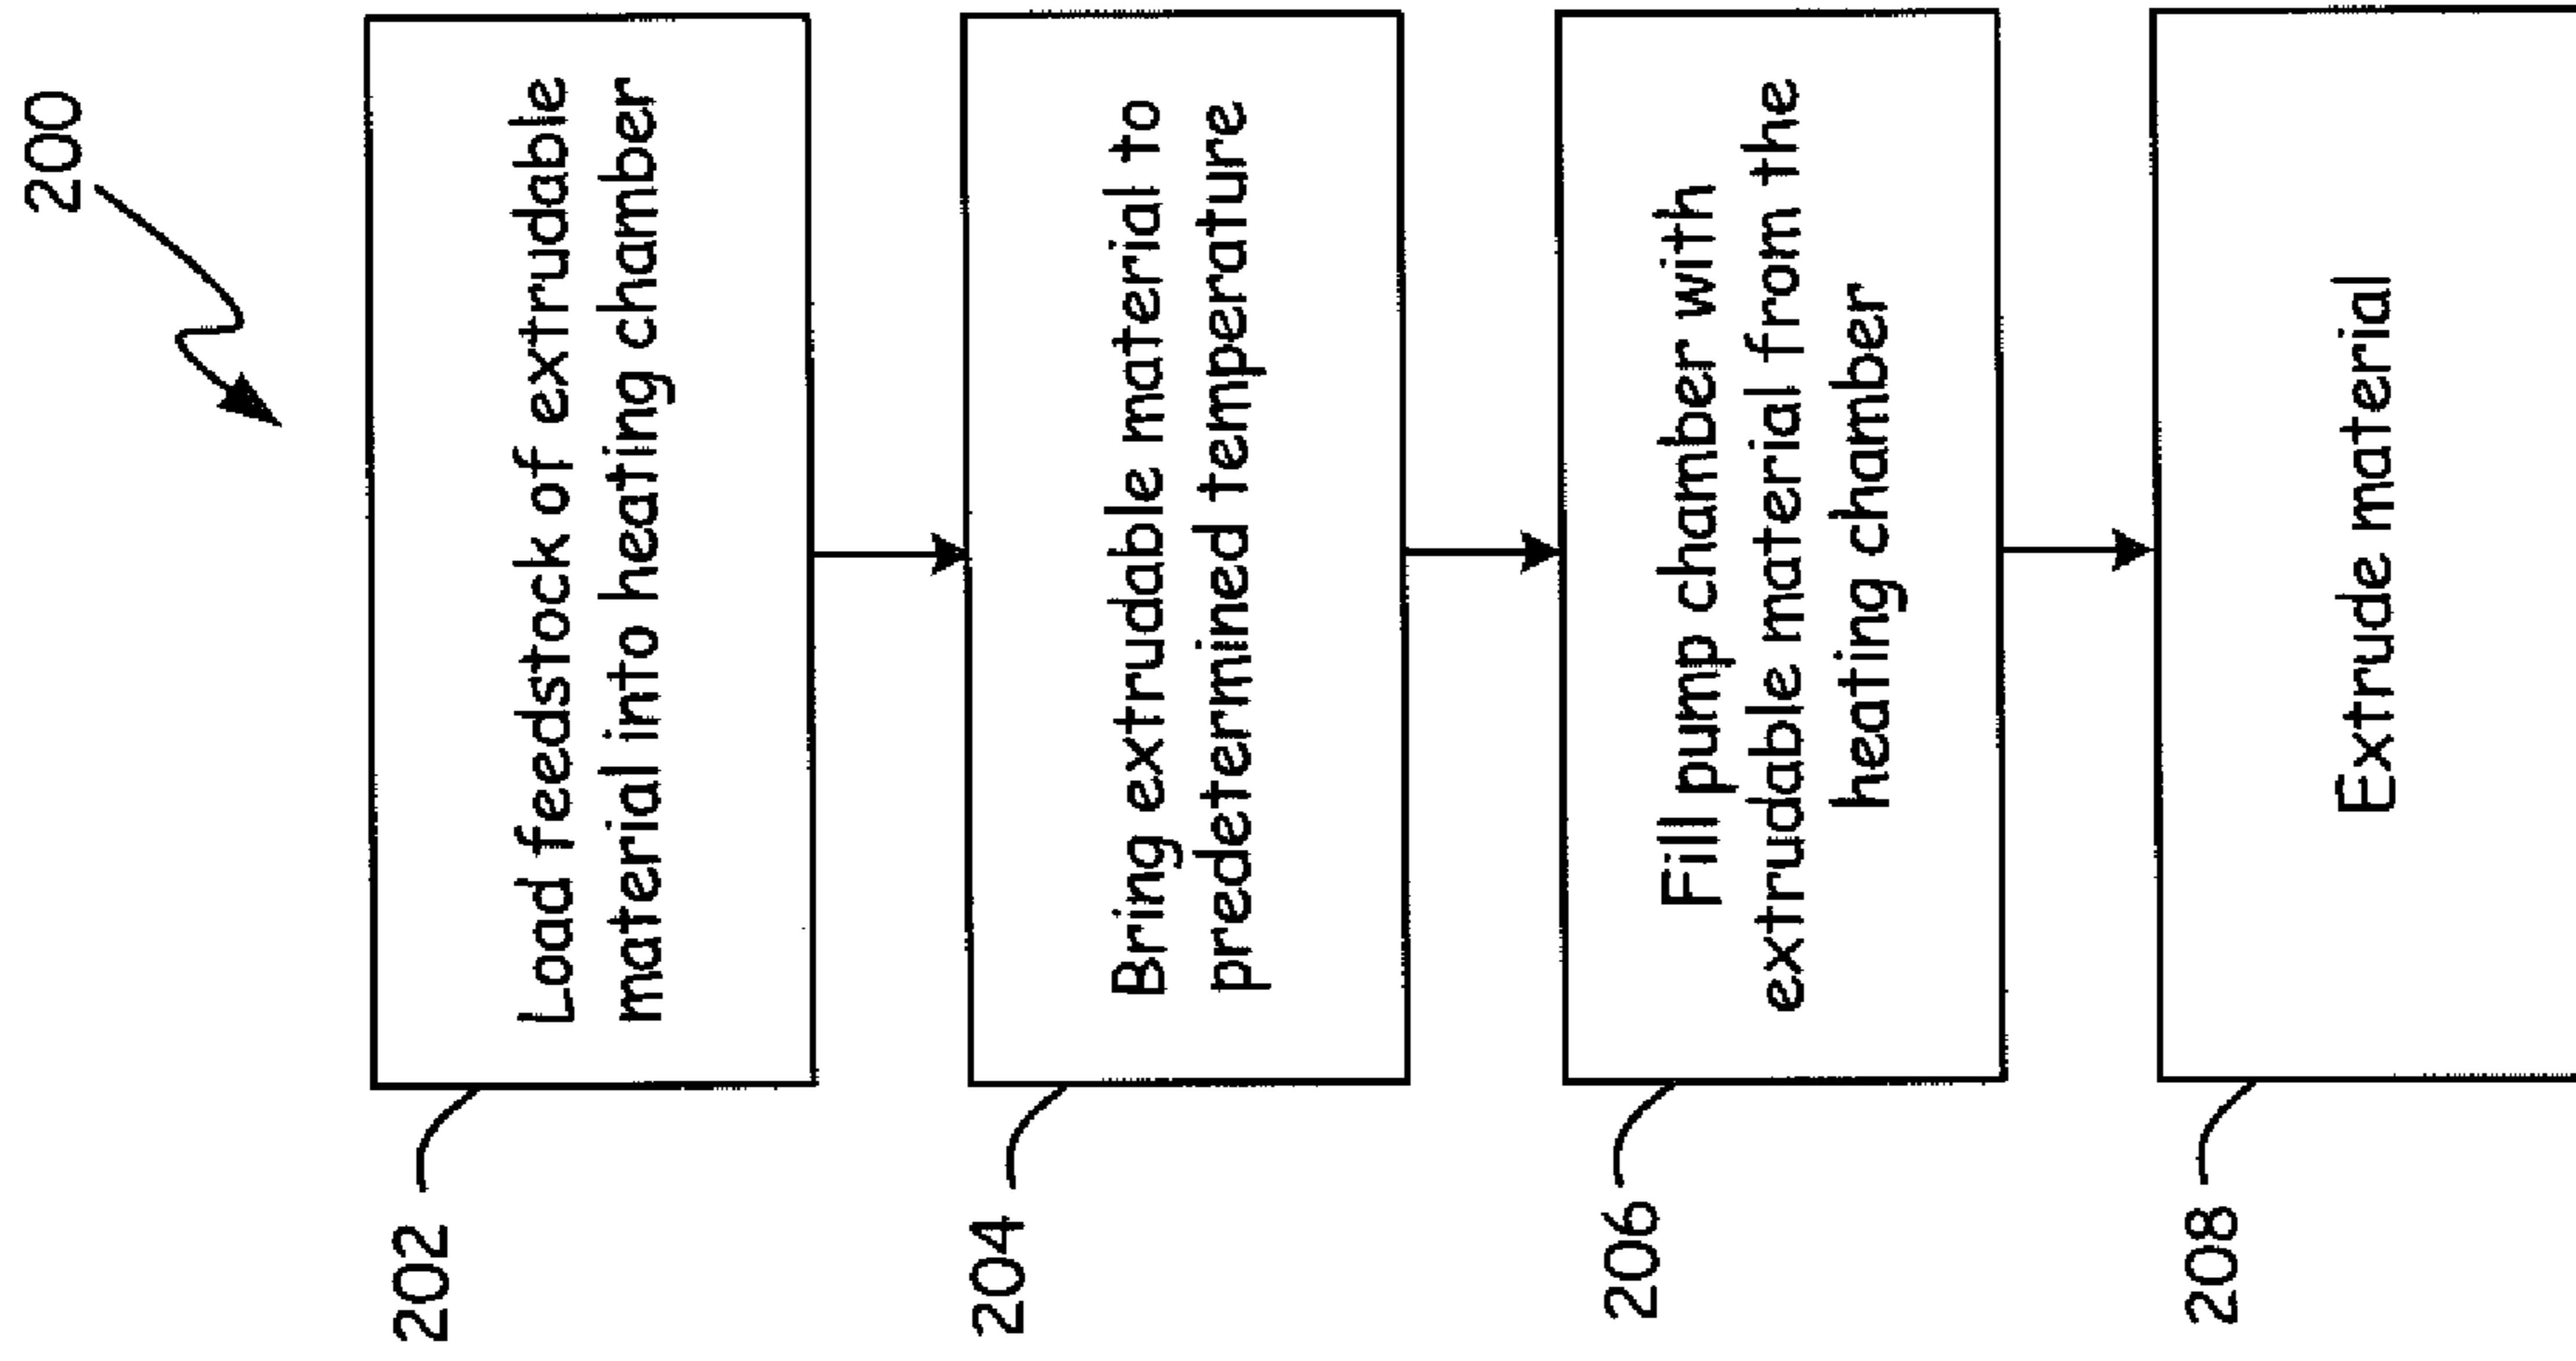 200
202
Load feedstock of extrudable
material into heating chamber
204
Bring extrudable material to
predetermined temperature
206
Fill pump chamber with
extrudable material from the
heating chamber
208
Extrude material